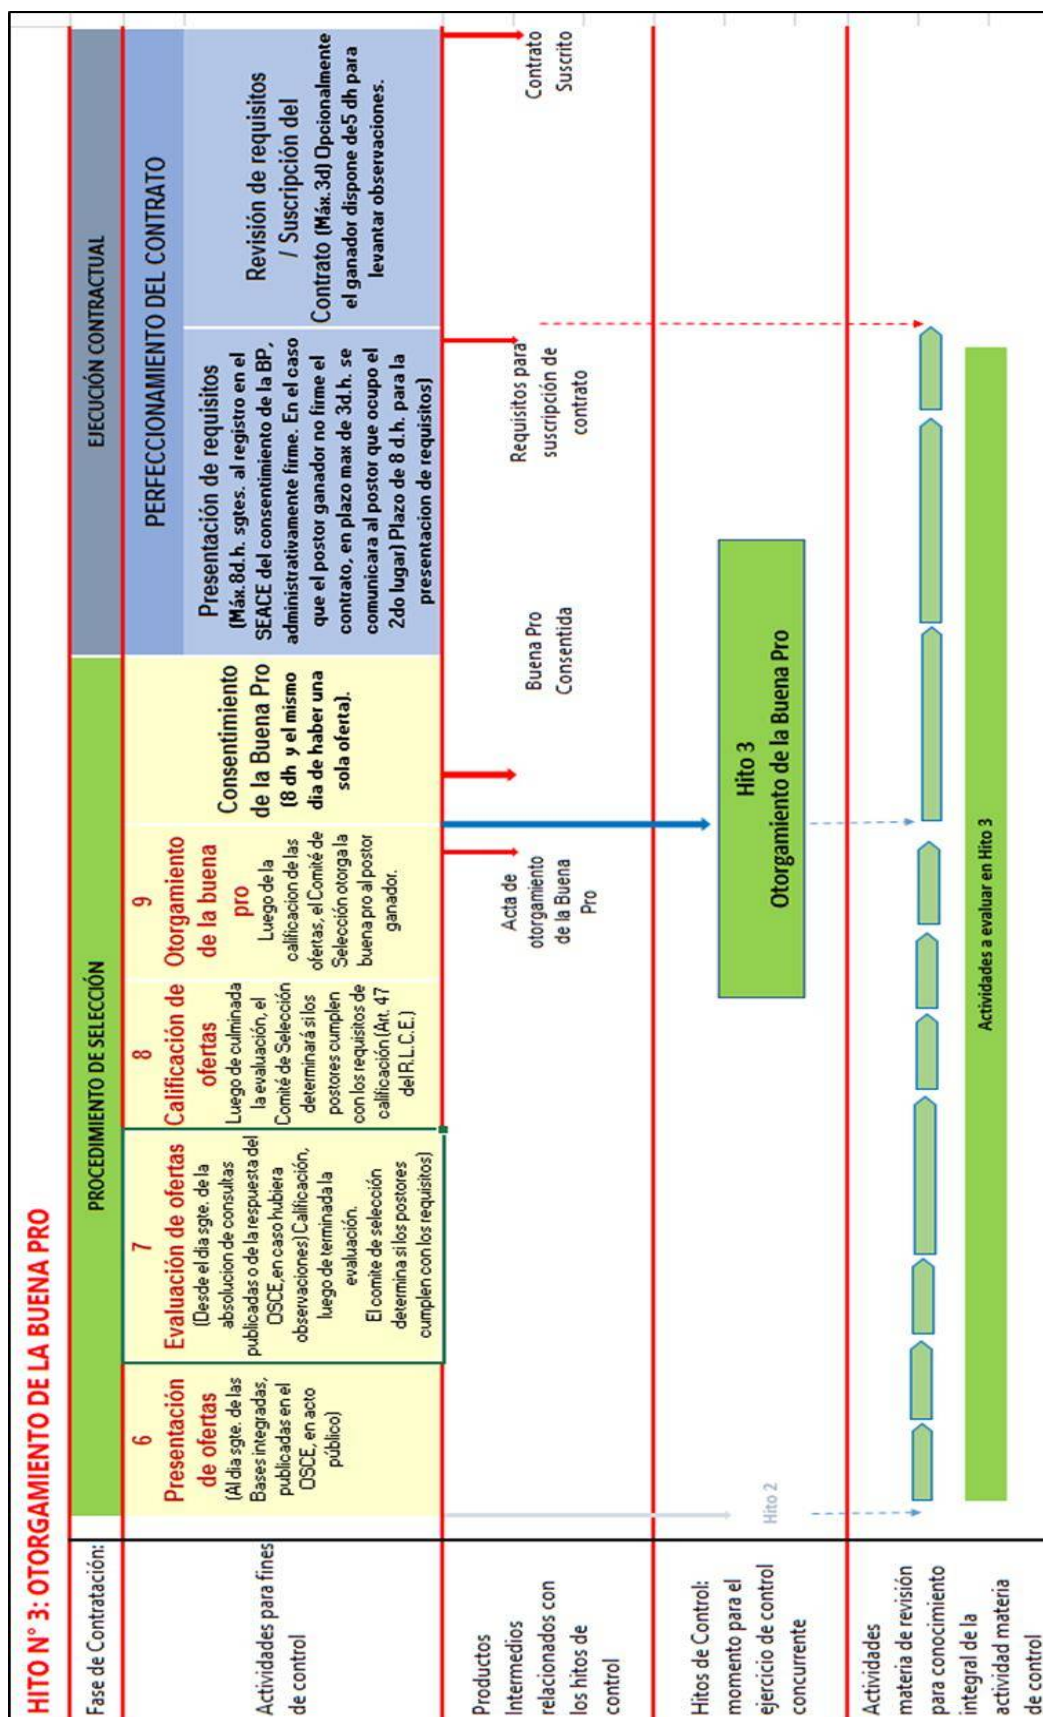 HITO N° 3: OTORGAMIENTO DE LA BUENA PRO
Fase de Contratación:
PROCEDIMIENTO DE SELECCIÓN
EJECUCIÓN CONTRACTUAL
PERFECCIONAMIENTO DEL CONTRATO
Actividades para fines
de control
6
Presentación
de ofertas
(Al dia sgte. de las
Bases integradas,
publicadas en el
OSCE, en acto
público)
7
Evaluación de ofertas
(Desde el dia sgte. de la
absolucion de consultas
publicadas o de la respuesta del
OSCE, en caso hubiera
observaciones) Calificación,
luego de terminada la
evaluación.
El comite de selección
determina si los postores
cumplen con los requisitos)
8
Calificación de
ofertas
Luego de culminada
la evaluación, el
Comité de Selección
determinará si los
postores cumplen
con los requisitos de
calificación (Art. 47
del R.L.C.E.)
9
Otorgamiento
de la buena
pro
Luego de la
calificacion de las
ofertas, el Comité de
Selección otorga la
buena pro al postor
ganador.
Consentimiento
de la Buena Pro
(8 dh y el mismo
dia de haber una
sola oferta).
Presentación de requisitos
(Máx. 8d.h. sgtes. al registro en el
SEACE del consentimiento de la BP,
administrativamente firme. En el caso
que el postor ganador no firme el
contrato, en plazo max de 3d.h. se
comunicara al postor que ocupo el
2do lugar) Plazo de 8 d.h. para la
presentacion de requisitos)
Revisión de requisitos
/ Suscripción del
Contrato (Máx. 3d) Opcionalmente
el ganador dispone de5 dh para
levantar observaciones.
Productos
Intermedios
relacionados con
los hitos de
control
Acta de
otorgamiento
de la Buena
Pro
Buena Pro
Consentida
Requisitos para
suscripción de
contrato
Contrato
Suscrito
Hitos de Control:
momento para el
ejercicio de control
concurrente
Hito 2
Hito 3
Otorgamiento de la Buena Pro
Actividades
materia de revisión
para conocimiento
integral de la
actividad materia
de control
Actividades a evaluar en Hito 3